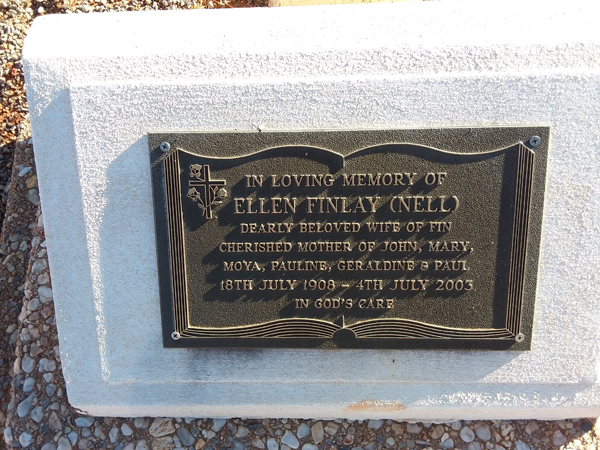 IN LOVING MEMORY OF
ELLEN FINLAY (NELL)
DEARLY BELOVED WIFE OF FIN
CHERISHED MOTHER OF JOHN, MARY,
MOYA, PAULINE, GERALDINE & PAUL
18TH JULY 1908 - 4TH JULY 2003
IN GOD'S CARE